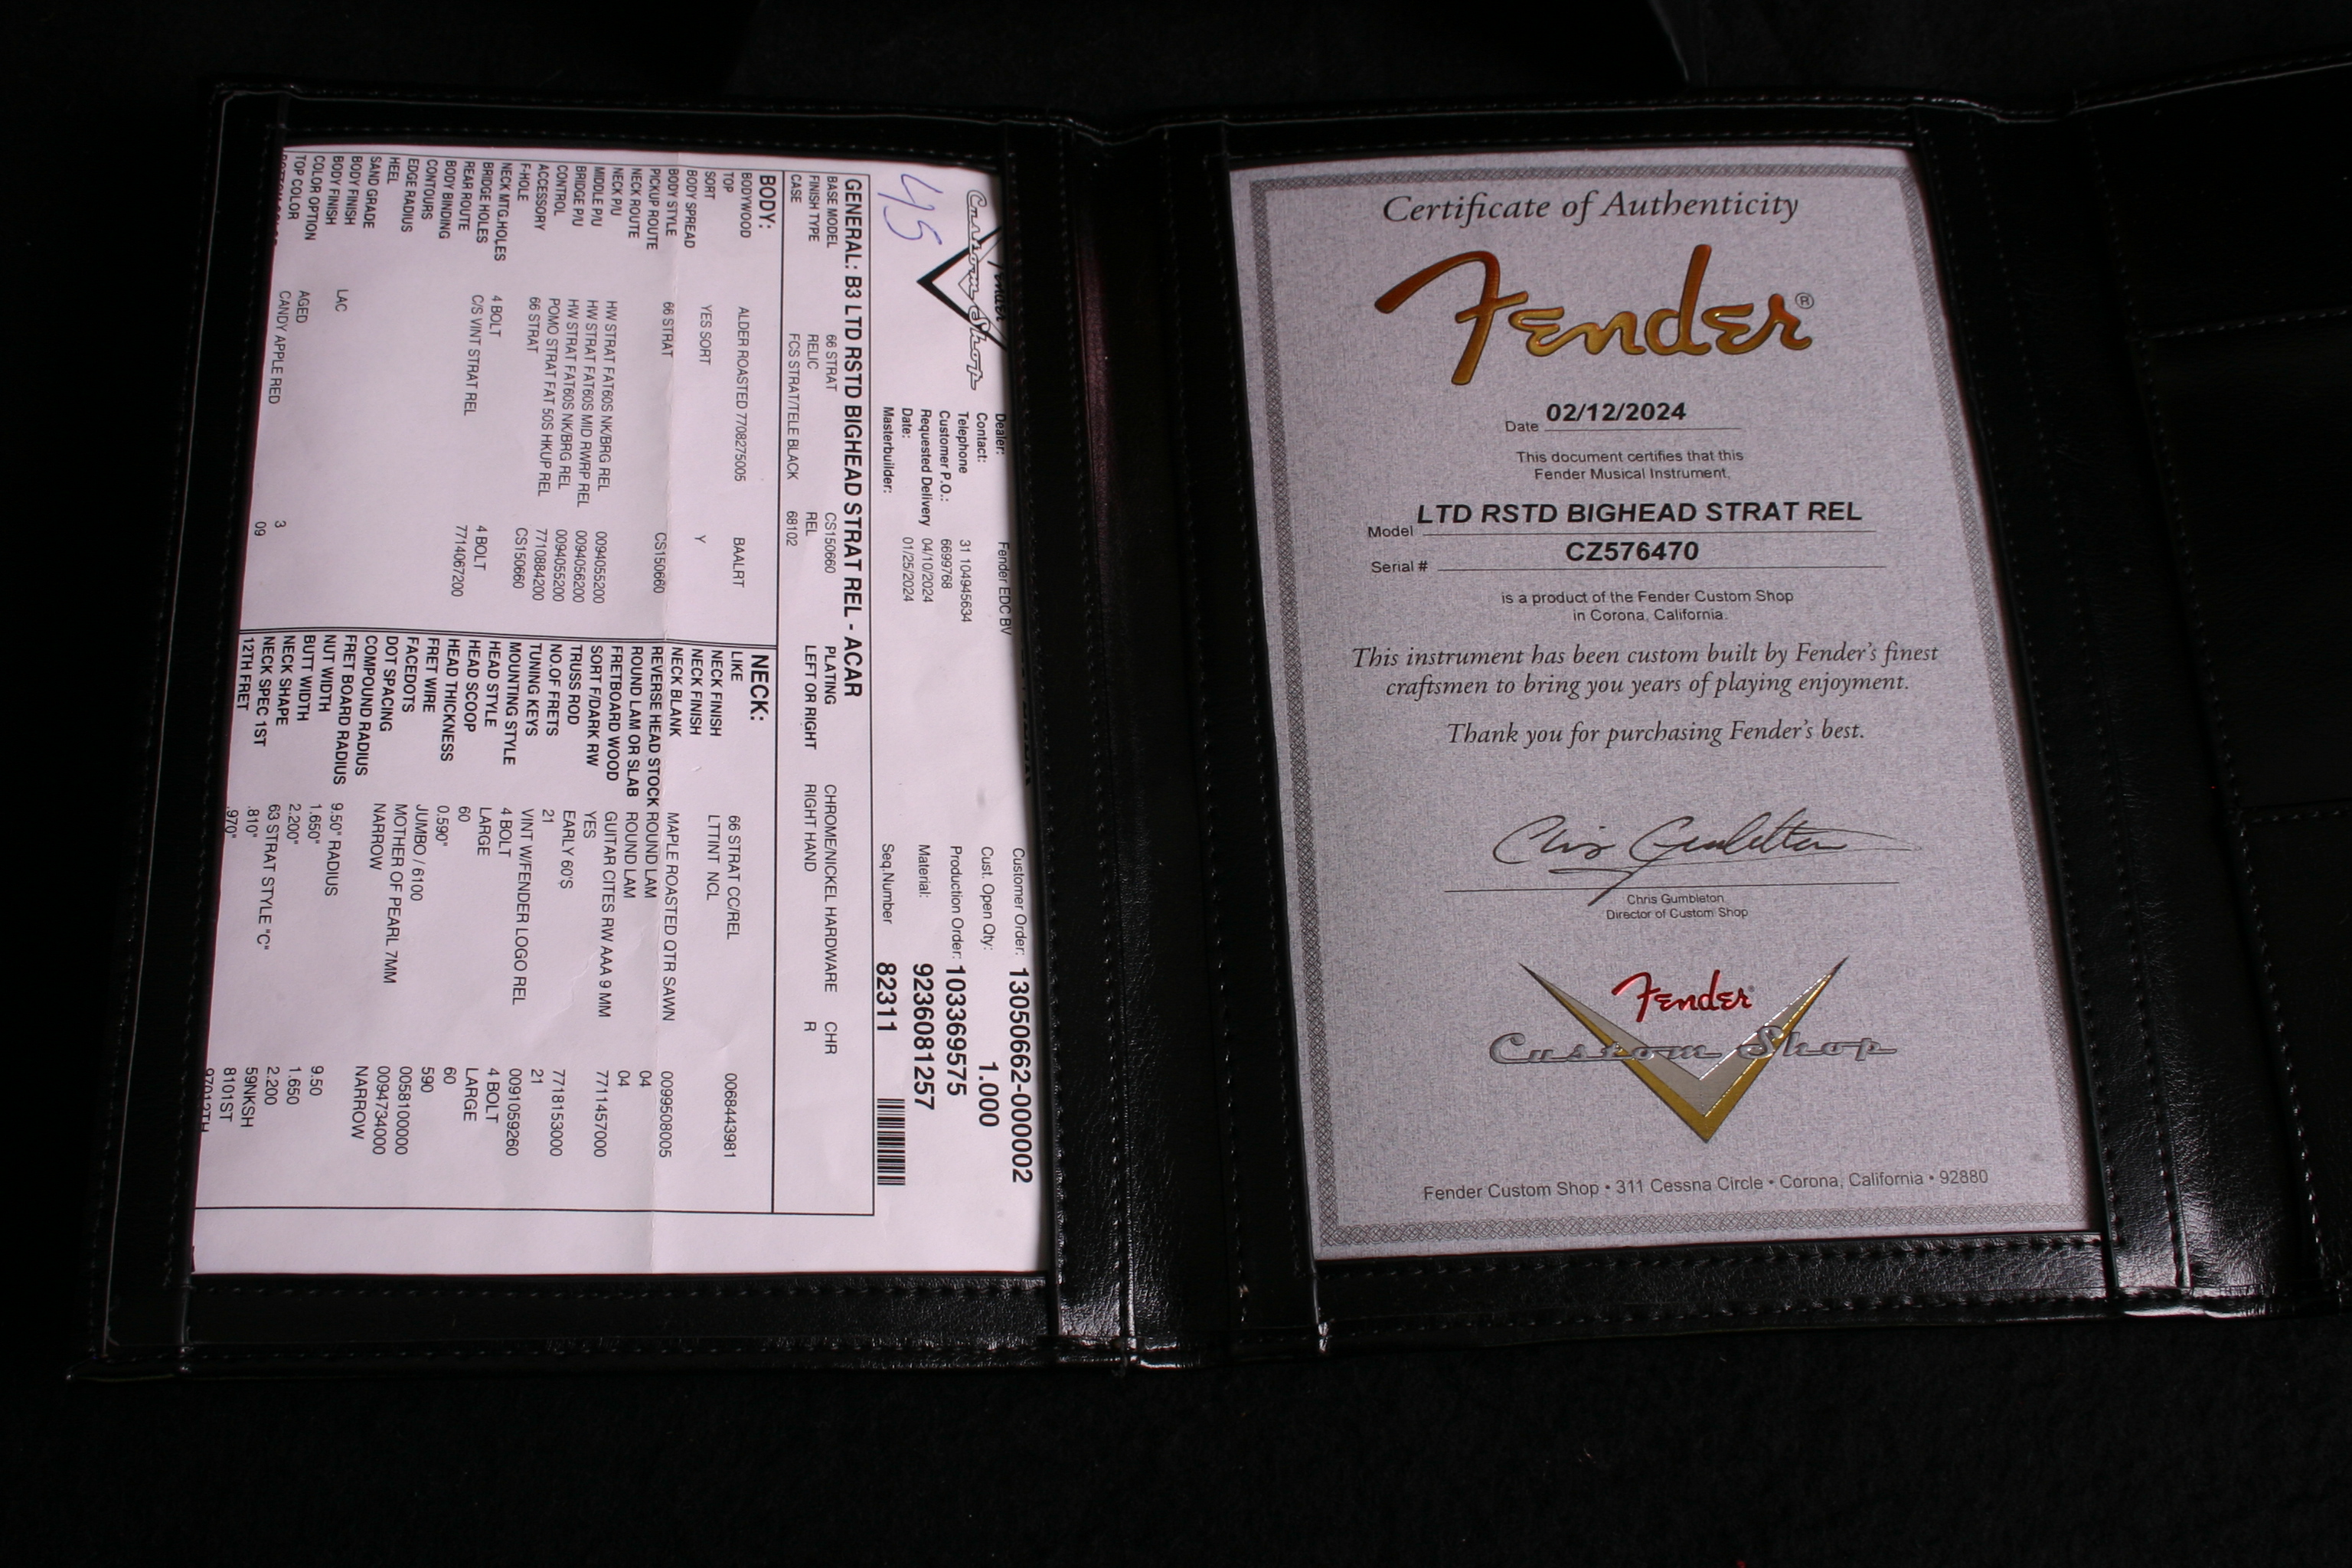 Fender
Custom Shop
45
Dealer: Fender EDC BV
Contact:
Telephone 31 104945634
Customer P.O.: 6699768
Requested Delivery 04/10/2024
Date: 01/25/2024
Masterbuilder:
Customer Order: 13050662-000002
Cust. Open Qty: 1.000
Production Order: 103369575
Material: 9236081257
Seq.Number 82311
GENERAL: B3 LTD RSTD BIGHEAD STRAT REL - ACAR
BASE MODEL 66 STRAT CS150660 PLATING CHROME/NICKEL HARDWARE CHR
FINISH TYPE RELIC REL LEFT OR RIGHT RIGHT HAND R
CASE FCS STRAT/TELE BLACK 68102
BODY:
BODYWOOD ALDER ROASTED 7708275005 BAALRT
TOP
SORT YES SORT Y
BODY SPREAD
BODY STYLE 66 STRAT CS150660
PICKUP ROUTE
NECK ROUTE
NECK P/U HW STRAT FAT60S NK/BRG REL 0094055200
MIDDLE P/U HW STRAT FAT60S MID RWRP REL 0094056200
BRIDGE P/U HW STRAT FAT60S NK/BRG REL 0094055200
CONTROL POMO STRAT FAT 50S HKUP REL 7710884200
ACCESSORY 66 STRAT CS150660
F-HOLE
NECK MTG.HOLES 4 BOLT 4 BOLT
BRIDGE HOLES C/S VINT STRAT REL 7714067200
REAR ROUTE
BODY BINDING
CONTOURS
EDGE RADIUS
HEEL
SAND GRADE
BODY FINISH LAC
BODY FINISH
COLOR OPTION AGED 3
TOP COLOR CANDY APPLE RED 09
NECK:
LIKE 66 STRAT CC/REL 0068443981
NECK FINISH LTTINT NCL
NECK FINISH
NECK BLANK MAPLE ROASTED QTR SAWN 0099508005
REVERSE HEAD STOCK ROUND LAM 04
ROUND LAM OR SLAB ROUND LAM 04
FRETBOARD WOOD GUITAR CITES RW AAA 9 MM 7711457000
SORT F/DARK RW YES
TRUSS ROD EARLY 60'S 7718153000
NO.OF FRETS 21 21
TUNING KEYS VINT W/FENDER LOGO REL 0091059260
MOUNTING STYLE 4 BOLT 4 BOLT
HEAD STYLE LARGE LARGE
HEAD SCOOP 60 60
HEAD THICKNESS 0.590" 590
FRET WIRE JUMBO / 6100 0058100000
FACEDOTS MOTHER OF PEARL 7MM 0094734000
DOT SPACING NARROW NARROW
COMPOUND RADIUS
FRET BOARD RADIUS 9.50" RADIUS 9.50
NUT WIDTH 1.650" 1.650
BUTT WIDTH 2.200" 2.200
NECK SHAPE 63 STRAT STYLE "C" 59NKSH
NECK SPEC 1ST .810" 8101ST
12TH FRET .970" 97012TH
Certificate of Authenticity
Fender®
Date 02/12/2024
This document certifies that this
Fender Musical Instrument.
Model LTD RSTD BIGHEAD STRAT REL
Serial # CZ576470
is a product of the Fender Custom Shop
in Corona, California.
This instrument has been custom built by Fender's finest
craftsmen to bring you years of playing enjoyment.
Thank you for purchasing Fender's best.
Chris Gumbleton
Chris Gumbleton
Director of Custom Shop
Fender
Custom Shop
Fender Custom Shop • 311 Cessna Circle • Corona, California • 92880